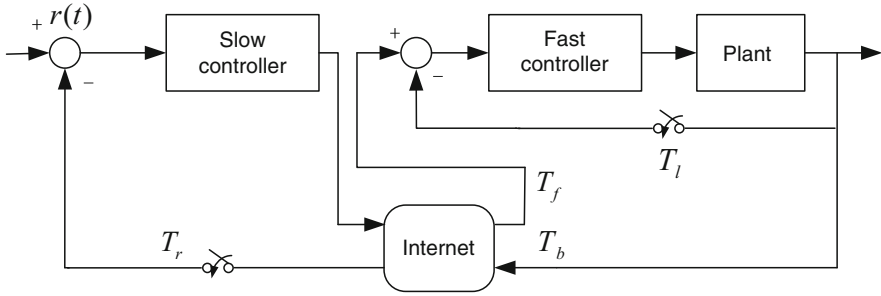 + r(t)
Slow
controller
+
Fast
controller
Plant
−
−
T_l
T_f
T_r
Internet
T_b